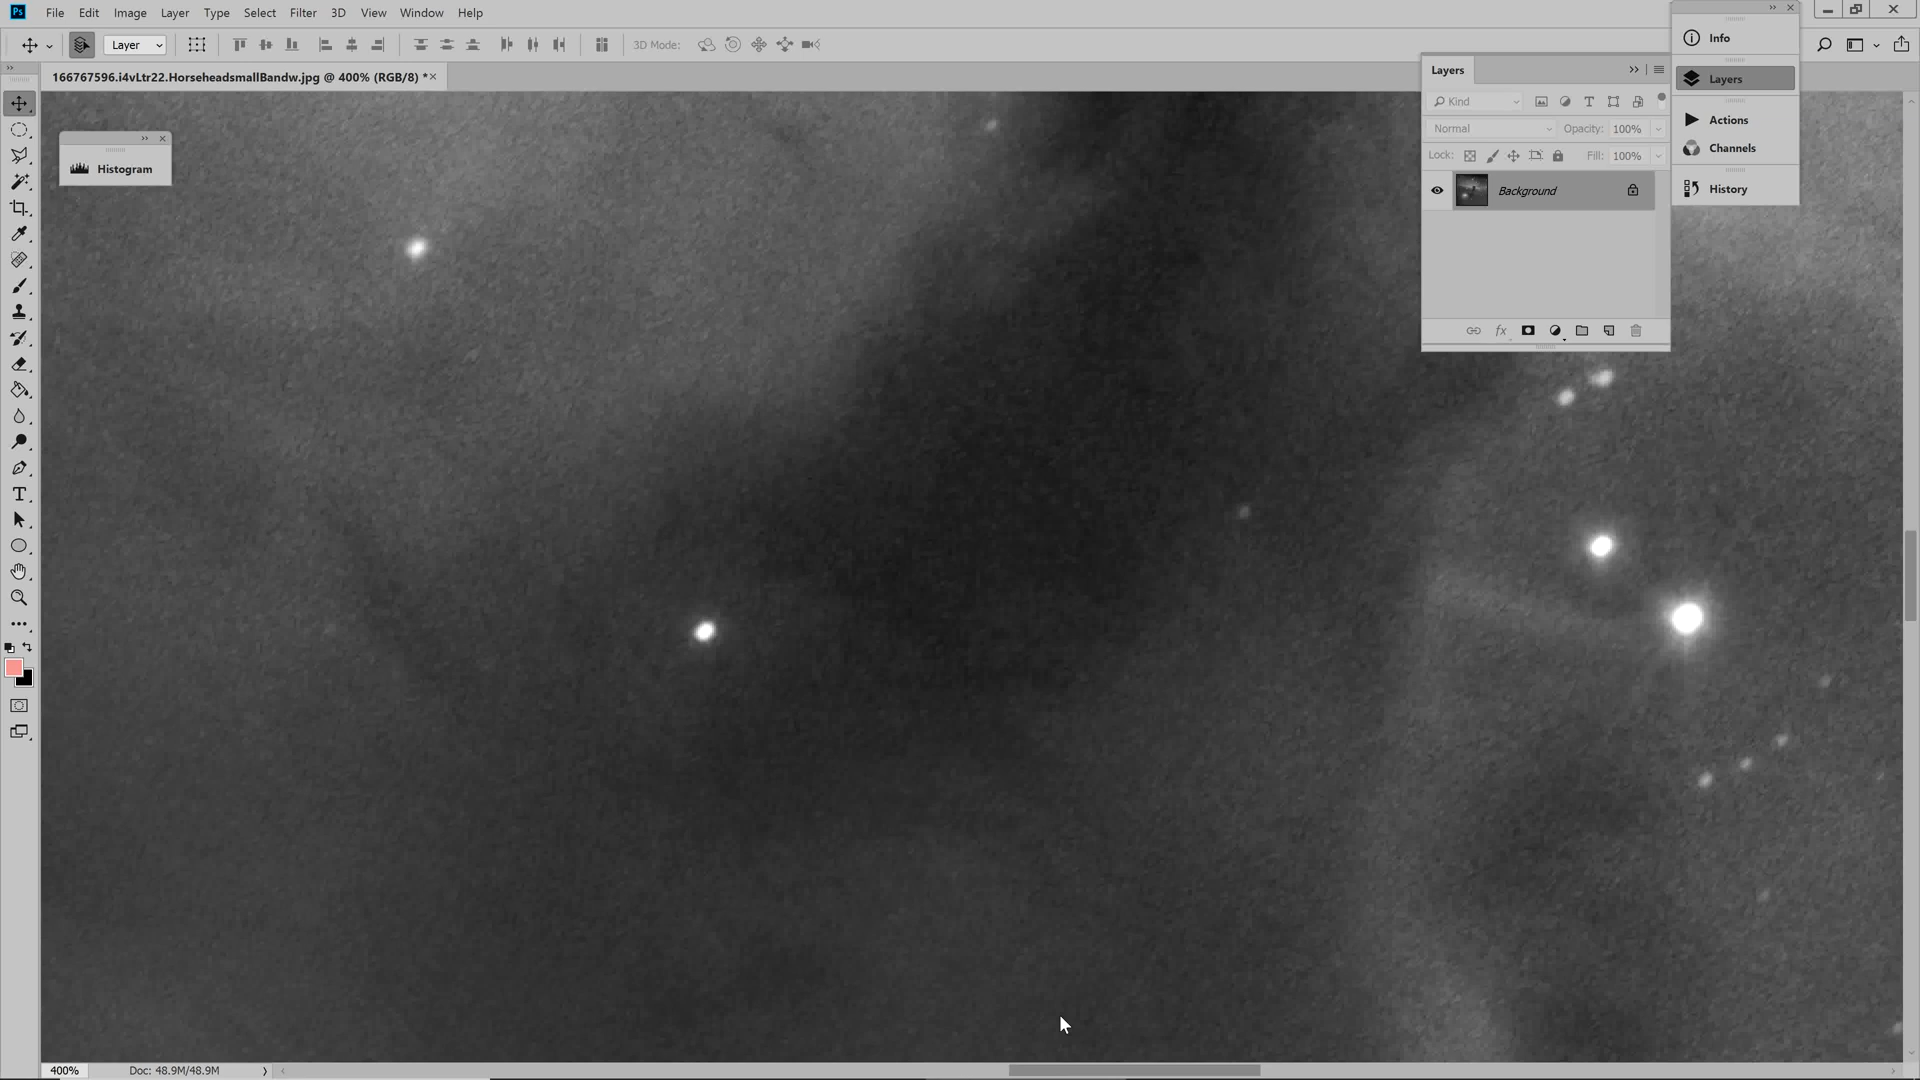 Ps File Edit Image Layer Type Select Filter 3D View Window Help
Layer 3D Mode:
166767596.i4vLtr22.HorseheadsmallBandw.jpg @ 400% (RGB/8) *
Histogram
Layers
Kind
Normal Opacity: 100%
Lock: Fill: 100%
Background
fx
Info
Layers
Actions
Channels
History
400% Doc: 48.9M/48.9M